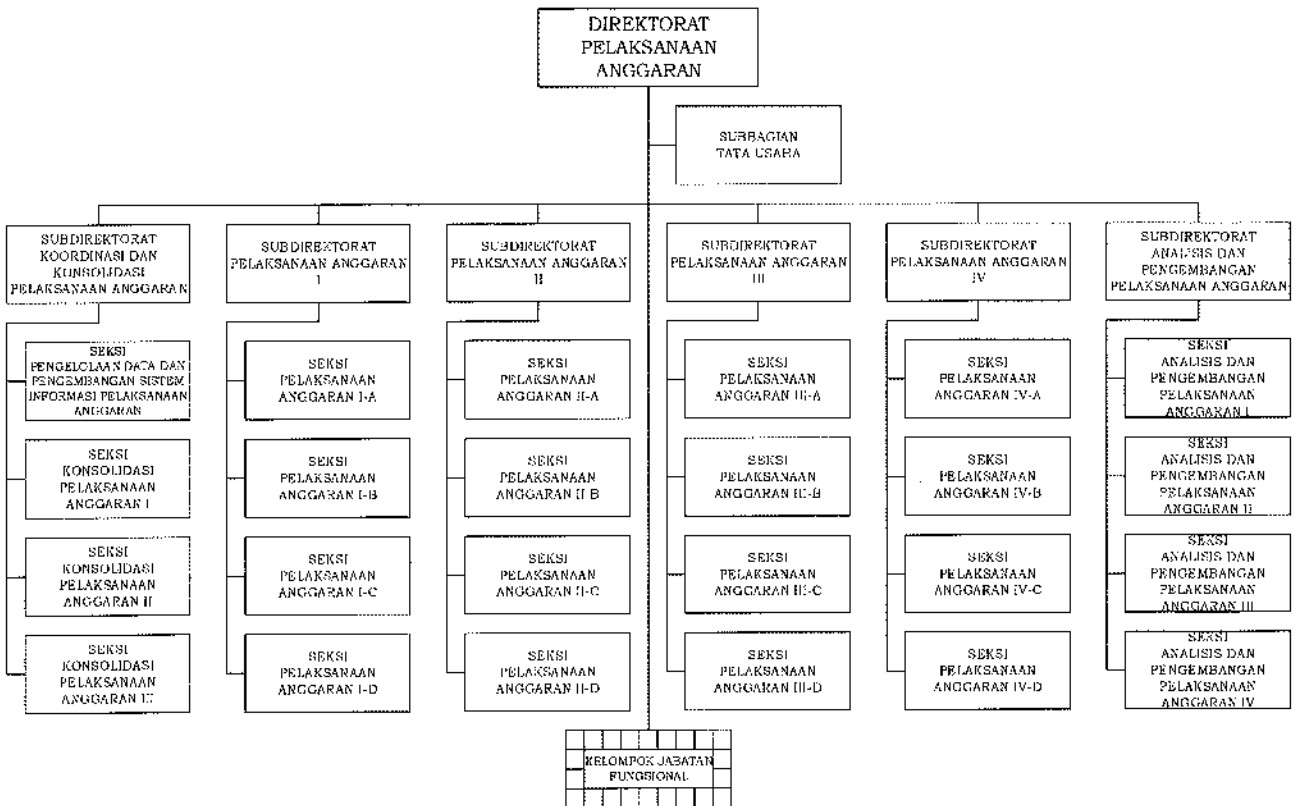 DIREKTORAT
PELAKSANAAN
ANGGARAN
SUBBAGIAN
TATA USAHA
SUBDIREKTORAT
KOORDINASI DAN
KONSOLIDASI
PELAKSANAAN ANGGARAN
SUBDIREKTORAT
PELAKSANAAN ANGGARAN
I
SUBDIREKTORAT
PELAKSANAAN ANGGARAN
II
SUBDIREKTORAT
PELAKSANAAN ANGGARAN
III
SUBDIREKTORAT
PELAKSANAAN ANGGARAN
IV
SUBDIREKTORAT
ANALISIS DAN
PENGEMBANGAN
PELAKSANAAN ANGGARAN
SEKSI
PENGELOLAAN DATA DAN
PENGEMBANGAN SISTEM
INFORMASI PELAKSANAAN
ANGGARAN
SEKSI
PELAKSANAAN
ANGGARAN I-A
SEKSI
PELAKSANAAN
ANGGARAN II-A
SEKSI
PELAKSANAAN
ANGGARAN III-A
SEKSI
PELAKSANAAN
ANGGARAN IV-A
SEKSI
ANALISIS DAN
PENGEMBANGAN
PELAKSANAAN
ANGGARAN I
SEKSI
KONSOLIDASI
PELAKSANAAN
ANGGARAN I
SEKSI
PELAKSANAAN
ANGGARAN I-B
SEKSI
PELAKSANAAN
ANGGARAN II-B
SEKSI
PELAKSANAAN
ANGGARAN III-B
SEKSI
PELAKSANAAN
ANGGARAN IV-B
SEKSI
ANALISIS DAN
PENGEMBANGAN
PELAKSANAAN
ANGGARAN II
SEKSI
KONSOLIDASI
PELAKSANAAN
ANGGARAN II
SEKSI
PELAKSANAAN
ANGGARAN I-C
SEKSI
PELAKSANAAN
ANGGARAN II-C
SEKSI
PELAKSANAAN
ANGGARAN III-C
SEKSI
PELAKSANAAN
ANGGARAN IV-C
SEKSI
ANALISIS DAN
PENGEMBANGAN
PELAKSANAAN
ANGGARAN III
SEKSI
KONSOLIDASI
PELAKSANAAN
ANGGARAN III
SEKSI
PELAKSANAAN
ANGGARAN I-D
SEKSI
PELAKSANAAN
ANGGARAN II-D
SEKSI
PELAKSANAAN
ANGGARAN III-D
SEKSI
PELAKSANAAN
ANGGARAN IV-D
SEKSI
ANALISIS DAN
PENGEMBANGAN
PELAKSANAAN
ANGGARAN IV
KELOMPOK JABATAN
FUNGSIONAL